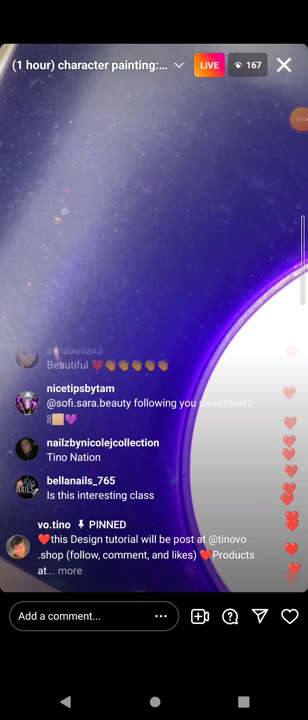 (1 hour) character painting:...
LIVE
167
Beautiful ❤️👏🏽👏🏽👏🏽👏🏽👏🏽
nicetipsbytam
@sofi.sara.beauty following you sweetheart
nailzbynicolejcollection
Tino Nation
bellanails_765
Is this interesting class
vo.tino PINNED
❤️this Design tutorial will be post at @tinovo
.shop (follow, comment, and likes) ❤️Products
at... more
Add a comment...